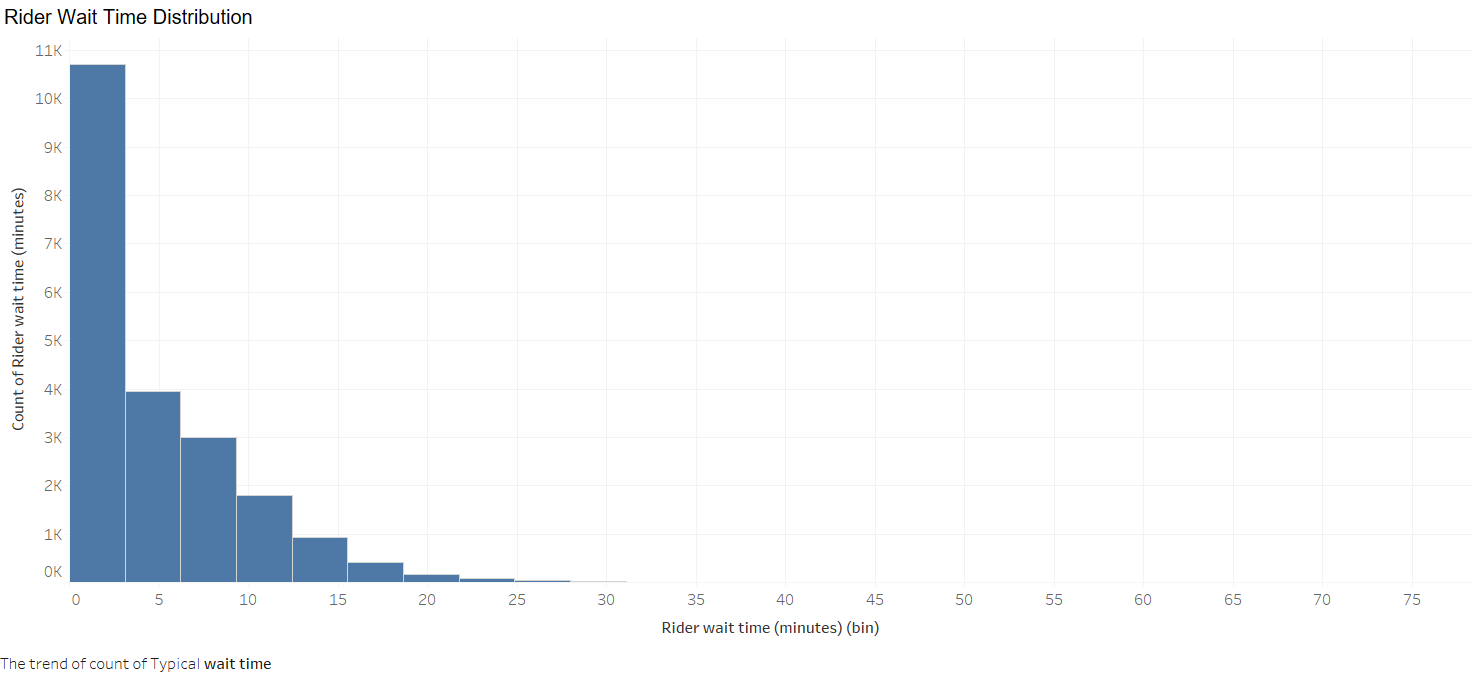 Rider Wait Time Distribution
Count of Rider wait time (minutes)
11K
10K
9K
8K
7K
6K
5K
4K
3K
2K
1K
0K
0 5 10 15 20 25 30 35 40 45 50 55 60 65 70 75
Rider wait time (minutes) (bin)
The trend of count of Typical wait time